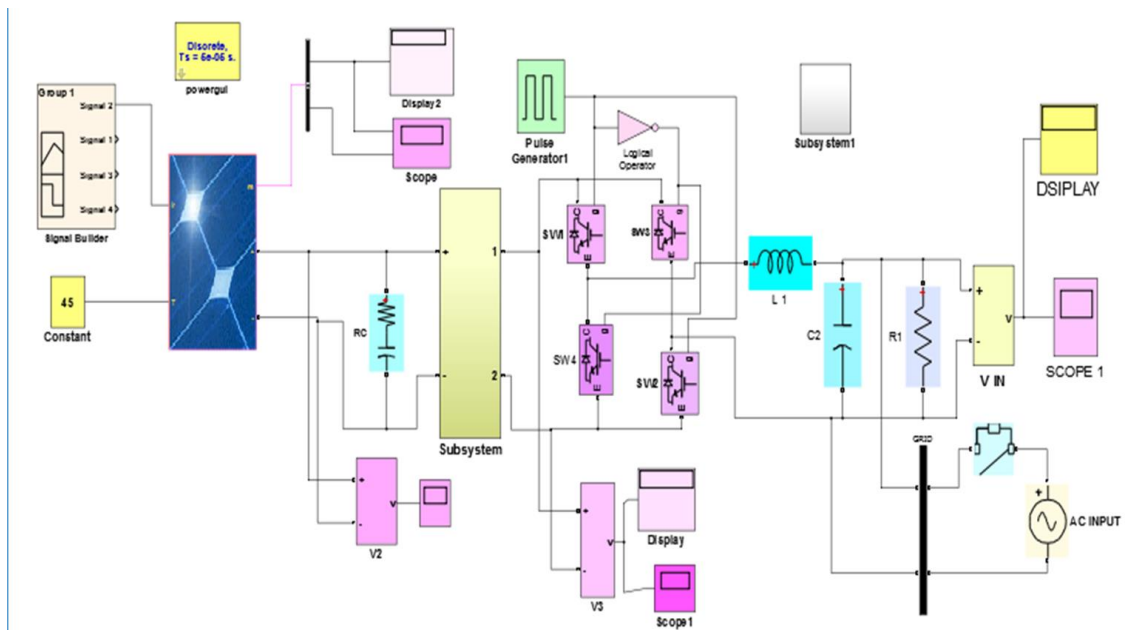 Discrete,
Ts = 5e-06 s.
powergui
Group 1
Signal 2
Signal 1
Signal 3
Signal 4
Signal Builder
45
Constant
Display2
Scope
Pulse
Generator1
Logical
Operator
Subsystem1
DSIPLAY
SCOPE 1
V IN
v
+
-
RC
+
-
1
2
Subsystem
SW1
C
g
E
SW3
C
g
E
SW4
C
g
E
SW2
C
g
E
+
L 1
+
C2
+
R1
GRID
+
AC INPUT
+
-
v
V2
+
-
v
V3
Display
Scope1
m
T
+
-